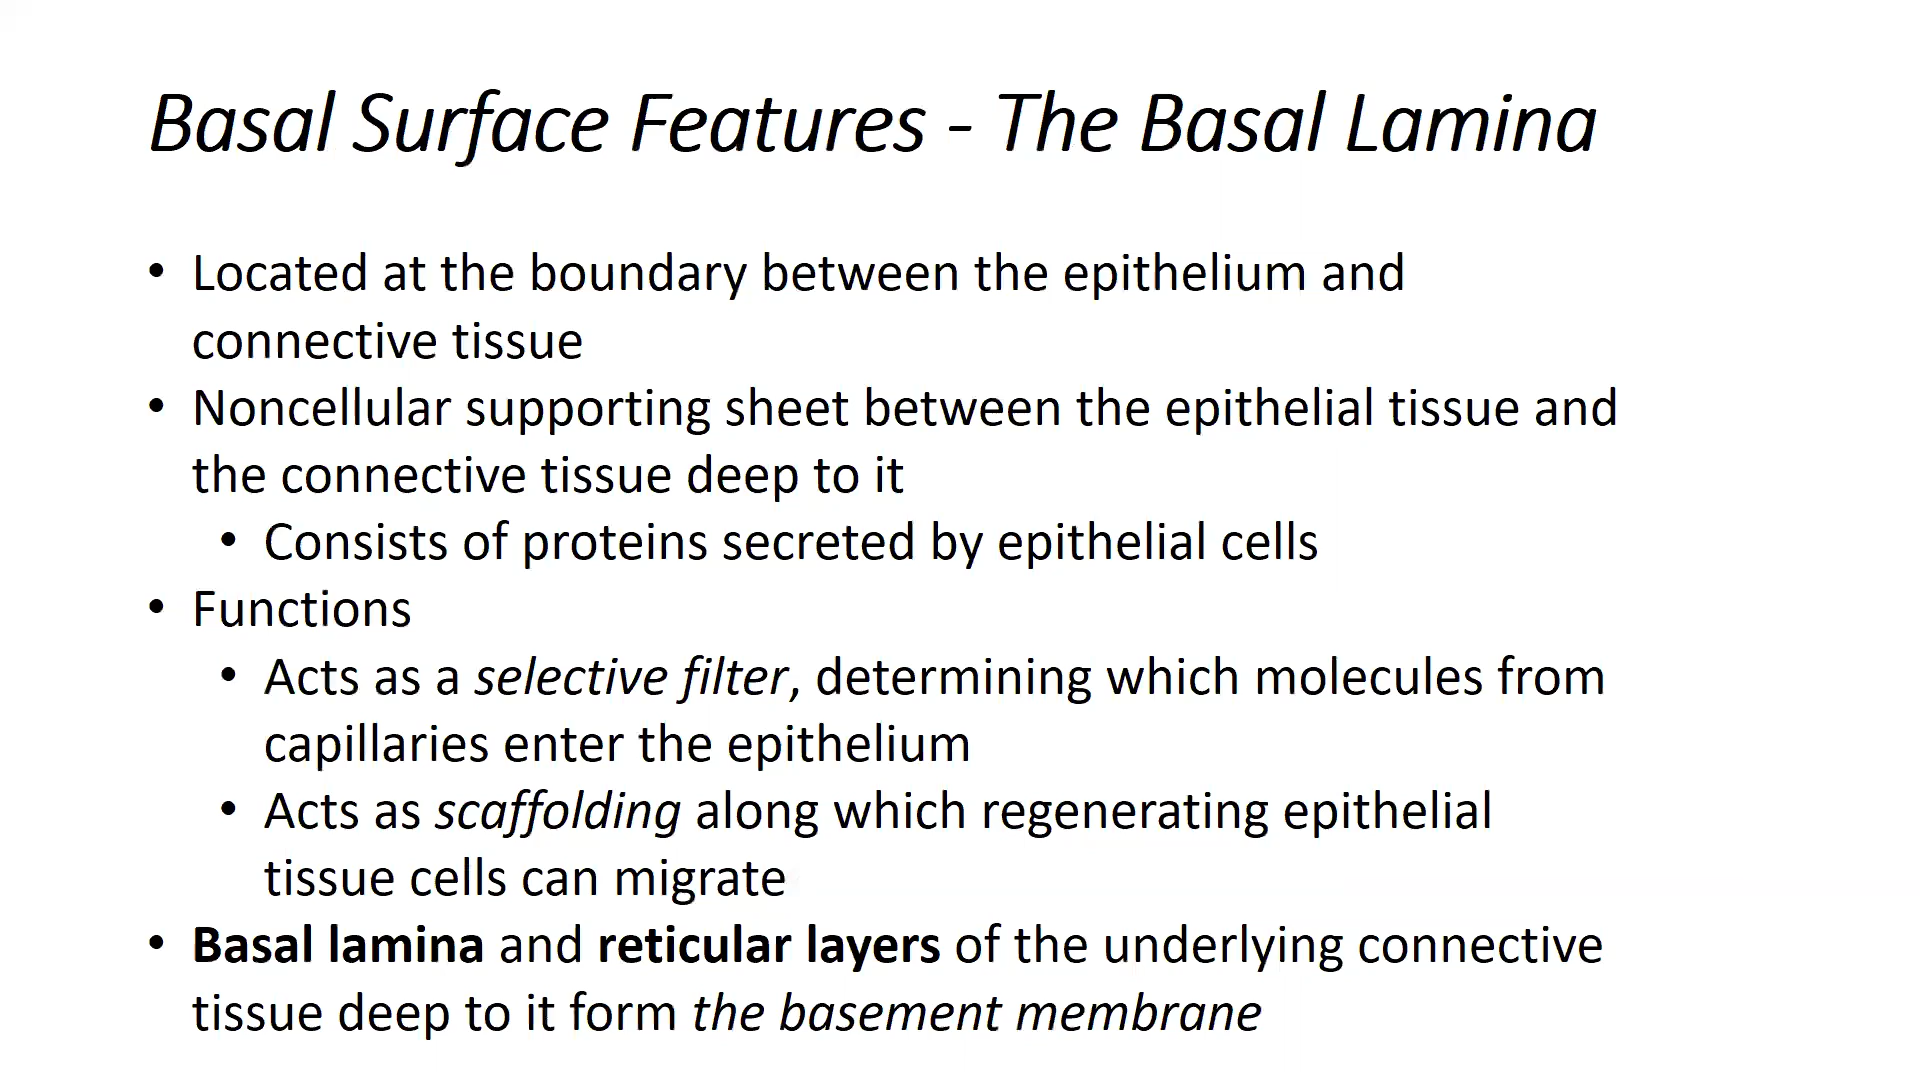 Basal Surface Features - The Basal Lamina
• Located at the boundary between the epithelium and
connective tissue
• Noncellular supporting sheet between the epithelial tissue and
the connective tissue deep to it
• Consists of proteins secreted by epithelial cells
• Functions
• Acts as a selective filter, determining which molecules from
capillaries enter the epithelium
• Acts as scaffolding along which regenerating epithelial
tissue cells can migrate
• Basal lamina and reticular layers of the underlying connective
tissue deep to it form the basement membrane